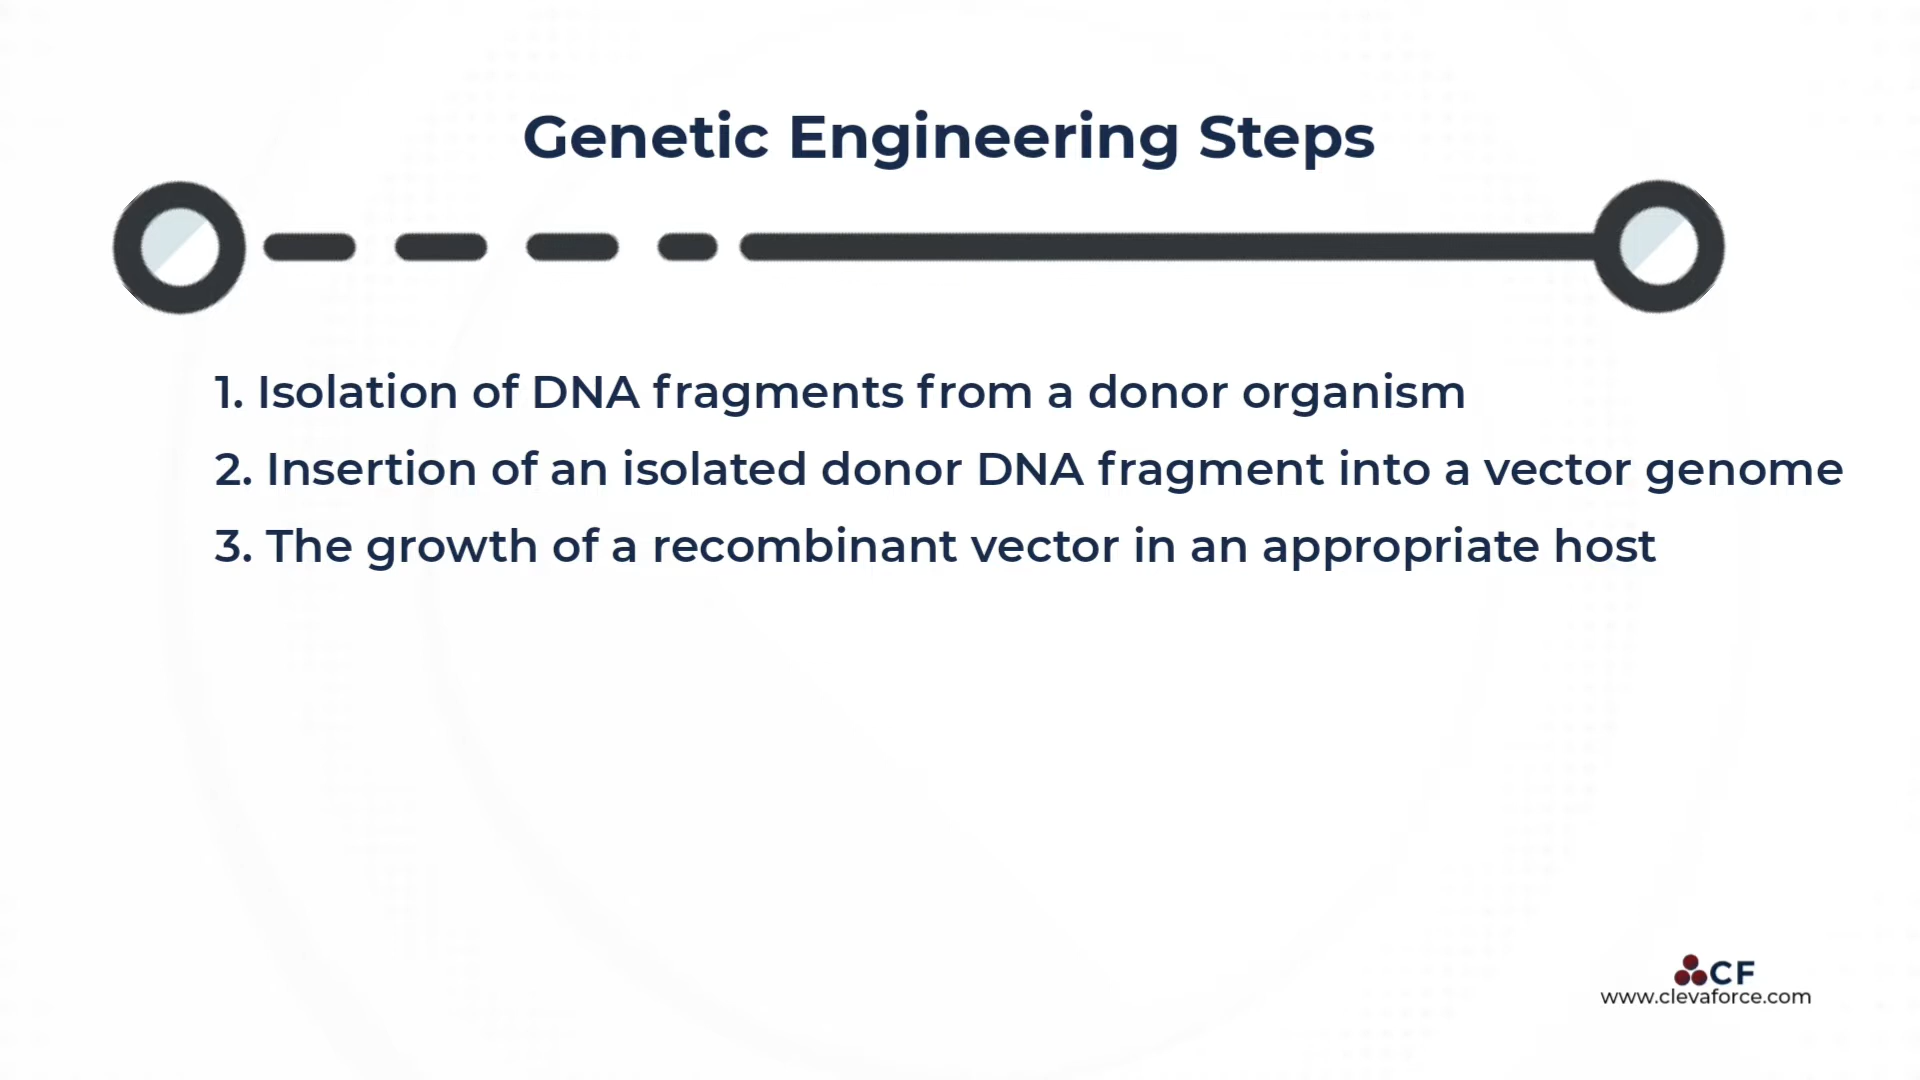 Genetic Engineering Steps
1. Isolation of DNA fragments from a donor organism
2. Insertion of an isolated donor DNA fragment into a vector genome
3. The growth of a recombinant vector in an appropriate host
CF
www.clevaforce.com